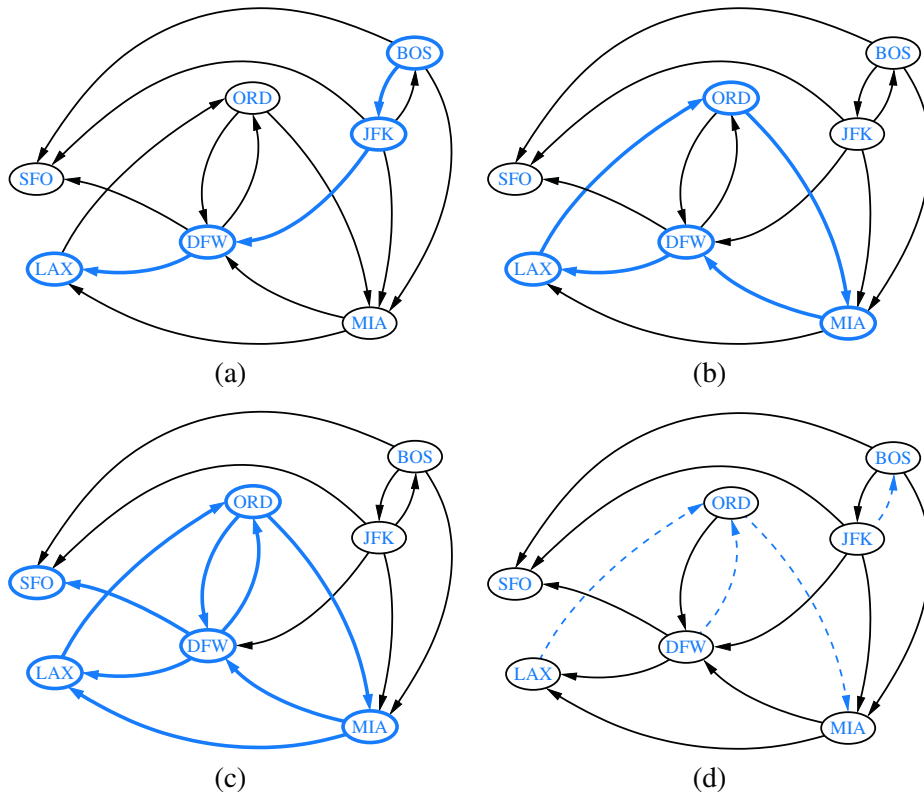 BOS
ORD
JFK
SFO
DFW
LAX
MIA
(a)
BOS
ORD
JFK
SFO
DFW
LAX
MIA
(b)
BOS
ORD
JFK
SFO
DFW
LAX
MIA
(c)
BOS
ORD
JFK
SFO
DFW
LAX
MIA
(d)